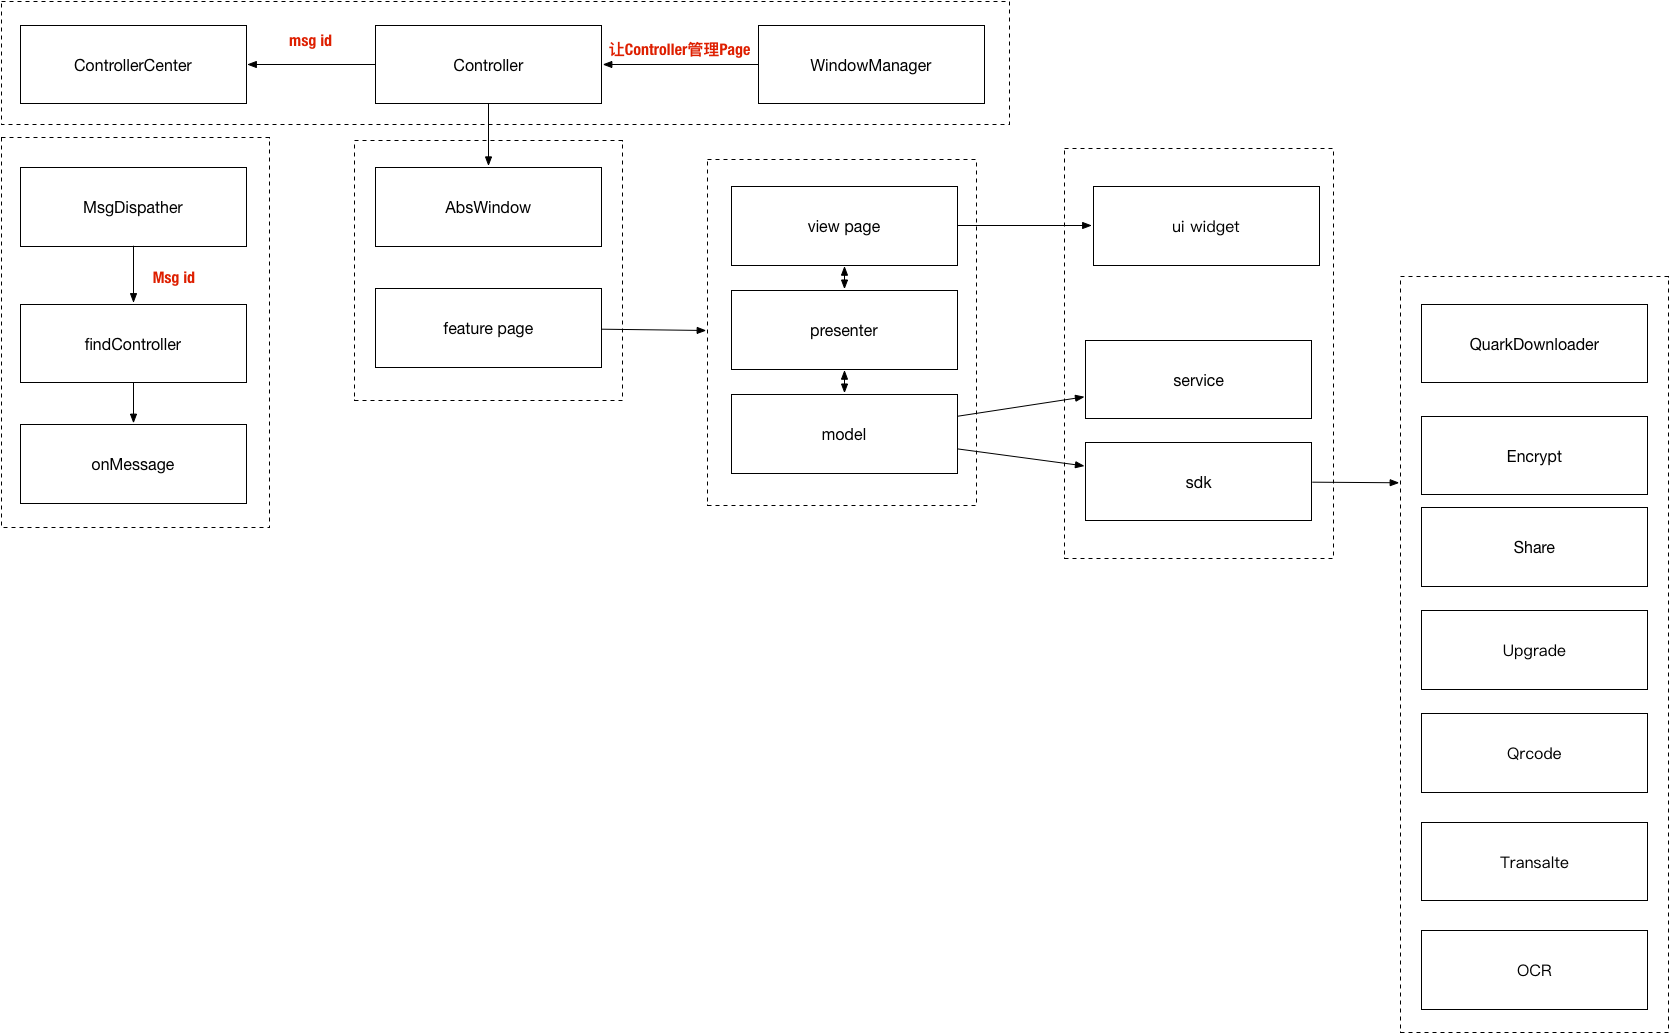 ControllerCenter
msg id
Controller
让Controller管理Page
WindowManager
MsgDispather
Msg id
findController
onMessage
AbsWindow
feature page
view page
presenter
model
ui widget
service
sdk
QuarkDownloader
Encrypt
Share
Upgrade
Qrcode
Transalte
OCR